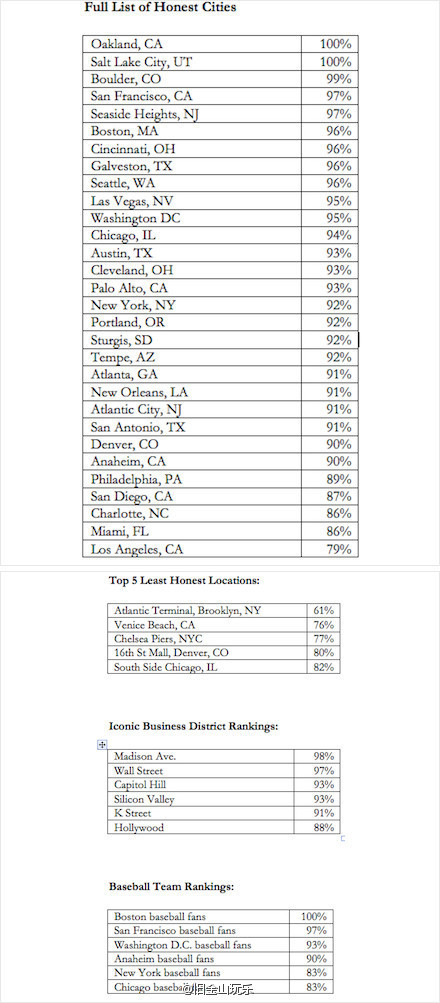 Full List of Honest Cities
Oakland, CA 100%
Salt Lake City, UT 100%
Boulder, CO 99%
San Francisco, CA 97%
Seaside Heights, NJ 97%
Boston, MA 96%
Cincinnati, OH 96%
Galveston, TX 96%
Seattle, WA 96%
Las Vegas, NV 95%
Washington DC 95%
Chicago, IL 94%
Austin, TX 93%
Cleveland, OH 93%
Palo Alto, CA 93%
New York, NY 92%
Portland, OR 92%
Sturgis, SD 92%
Tempe, AZ 92%
Atlanta, GA 91%
New Orleans, LA 91%
Atlantic City, NJ 91%
San Antonio, TX 91%
Denver, CO 90%
Anaheim, CA 90%
Philadelphia, PA 89%
San Diego, CA 87%
Charlotte, NC 86%
Miami, FL 86%
Los Angeles, CA 79%
Top 5 Least Honest Locations:
Atlantic Terminal, Brooklyn, NY 61%
Venice Beach, CA 76%
Chelsea Piers, NYC 77%
16th St Mall, Denver, CO 80%
South Side Chicago, IL 82%
Iconic Business District Rankings:
Madison Ave. 98%
Wall Street 97%
Capitol Hill 93%
Silicon Valley 93%
K Street 91%
Hollywood 88%
Baseball Team Rankings:
Boston baseball fans 100%
San Francisco baseball fans 97%
Washington D.C. baseball fans 93%
Anaheim baseball fans 90%
New York baseball fans 83%
Chicago 83%
@旧金山玩乐